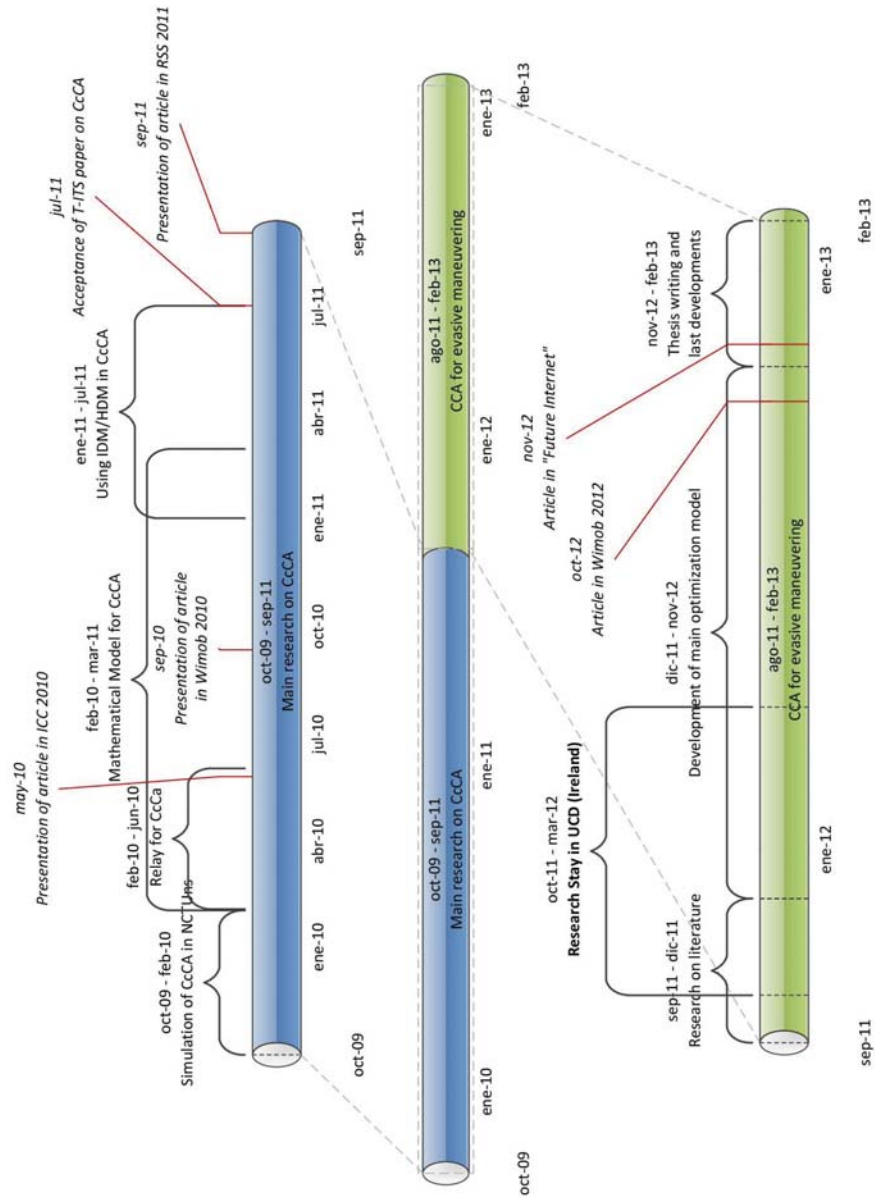 may-10
Presentation of article in ICC 2010
jul-11
Acceptance of T-ITS paper on CcCA
sep-11
Presentation of article in RSS 2011
ene-11 - jul-11
Using IDM/HDM in CcCA
feb-10 - mar-11
Mathematical Model for CcCA
sep-10
Presentation of article
in Wimob 2010
feb-10 - jun-10
Relay for CcCa
oct-09 - feb-10
Simulation of CcCA in NCTUns
oct-09 - sep-11
Main research on CcCA
ene-10
abr-10
jul-10
oct-10
ene-11
abr-11
jul-11
oct-09
sep-11
oct-09 - sep-11
Main research on CcCA
ago-11 - feb-13
CCA for evasive maneuvering
ene-10
ene-11
ene-12
ene-13
oct-09
feb-13
oct-11 - mar-12
Research Stay in UCD (Ireland)
nov-12
Article in "Future Internet"
oct-12
Article in Wimob 2012
sep-11 - dic-11
Research on literature
dic-11 - nov-12
Development of main optimization model
nov-12 - feb-13
Thesis writing and
last developments
ago-11 - feb-13
CCA for evasive maneuvering
ene-12
ene-13
sep-11
feb-13